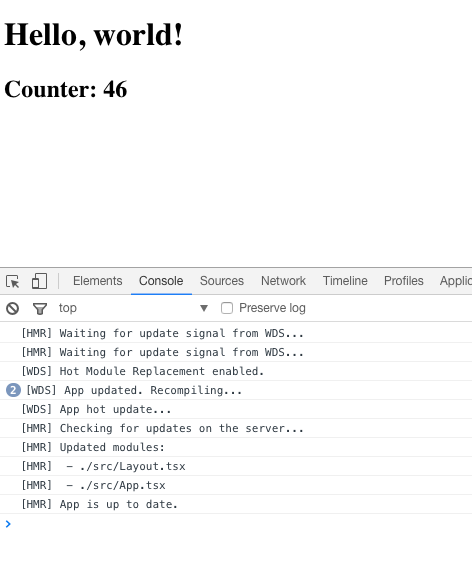 Hello, world!
Counter: 46
Elements Console Sources Network Timeline Profiles Applic
top Preserve log
[HMR] Waiting for update signal from WDS...
[HMR] Waiting for update signal from WDS...
[WDS] Hot Module Replacement enabled.
2 [WDS] App updated. Recompiling...
[WDS] App hot update...
[HMR] Checking for updates on the server...
[HMR] Updated modules:
[HMR]  - ./src/Layout.tsx
[HMR]  - ./src/App.tsx
[HMR] App is up to date.